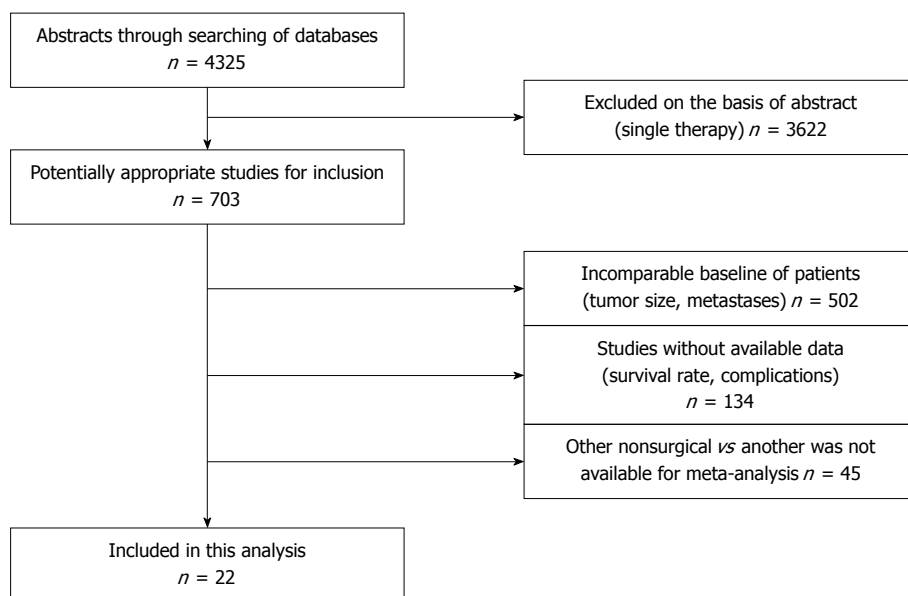 Abstracts through searching of databases
n = 4325
Excluded on the basis of abstract
(single therapy) n = 3622
Potentially appropriate studies for inclusion
n = 703
Incomparable baseline of patients
(tumor size, metastases) n = 502
Studies without available data
(survival rate, complications)
n = 134
Other nonsurgical vs another was not
available for meta-analysis n = 45
Included in this analysis
n = 22